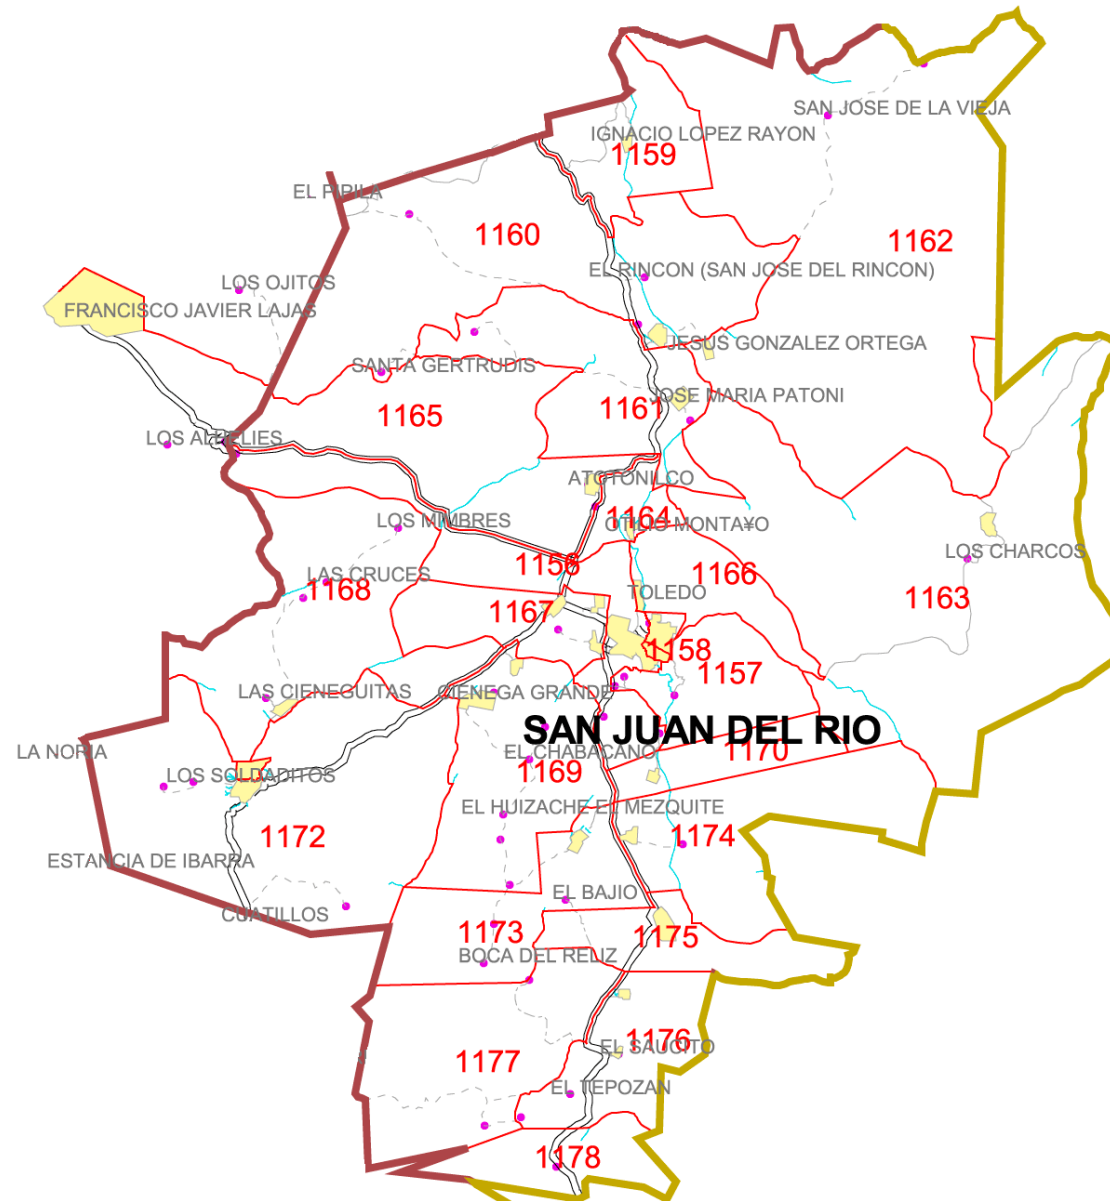 SAN JOSE DE LA VIEJA
IGNACIO LOPEZ RAYON
1159
EL PIPILA
1160
1162
EL RINCON (SAN JOSE DEL RINCON)
LOS OJITOS
FRANCISCO JAVIER LAJAS
JESUS GONZALEZ ORTEGA
SANTA GERTRUDIS
JOSE MARIA PATONI
1161
1165
LOS ALBELIES
ATOTONILCO
LOS MIMBRES
1164
OTILIO MONTA¥O
LOS CHARCOS
1156
1166
LAS CRUCES
1168
TOLEDO
1163
1167
1158
1157
LAS CIENEGUITAS
CIENEGA GRANDE
SAN JUAN DEL RIO
LA NORIA
EL CHABACANO
1170
LOS SOLDADITOS
1169
EL HUIZACHE
EL MEZQUITE
1172
1174
ESTANCIA DE IBARRA
EL BAJIO
CUATILLOS
1173
1175
BOCA DEL RELIZ
1176
EL SAUCITO
1177
EL TEPOZAN
1178